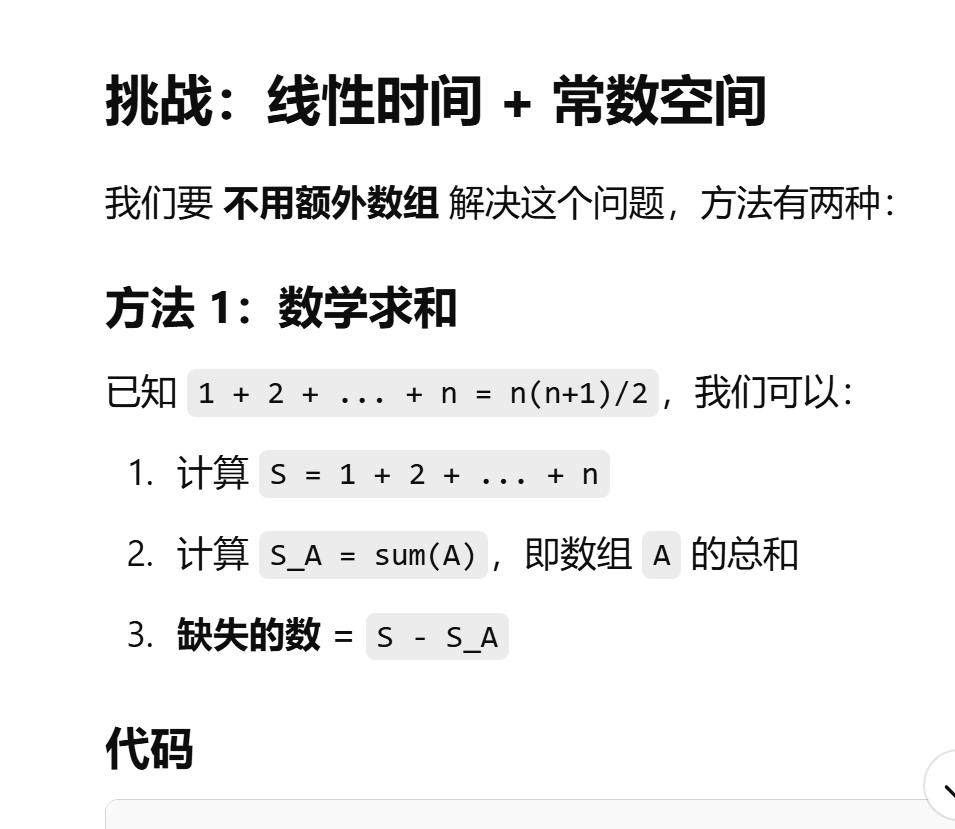 挑战：线性时间 + 常数空间
我们要 不用额外数组 解决这个问题，方法有两种：
方法 1：数学求和
已知 1 + 2 + ... + n = n(n+1)/2，我们可以：
1. 计算 S = 1 + 2 + ... + n
2. 计算 S_A = sum(A)，即数组 A 的总和
3. 缺失的数 = S - S_A
代码